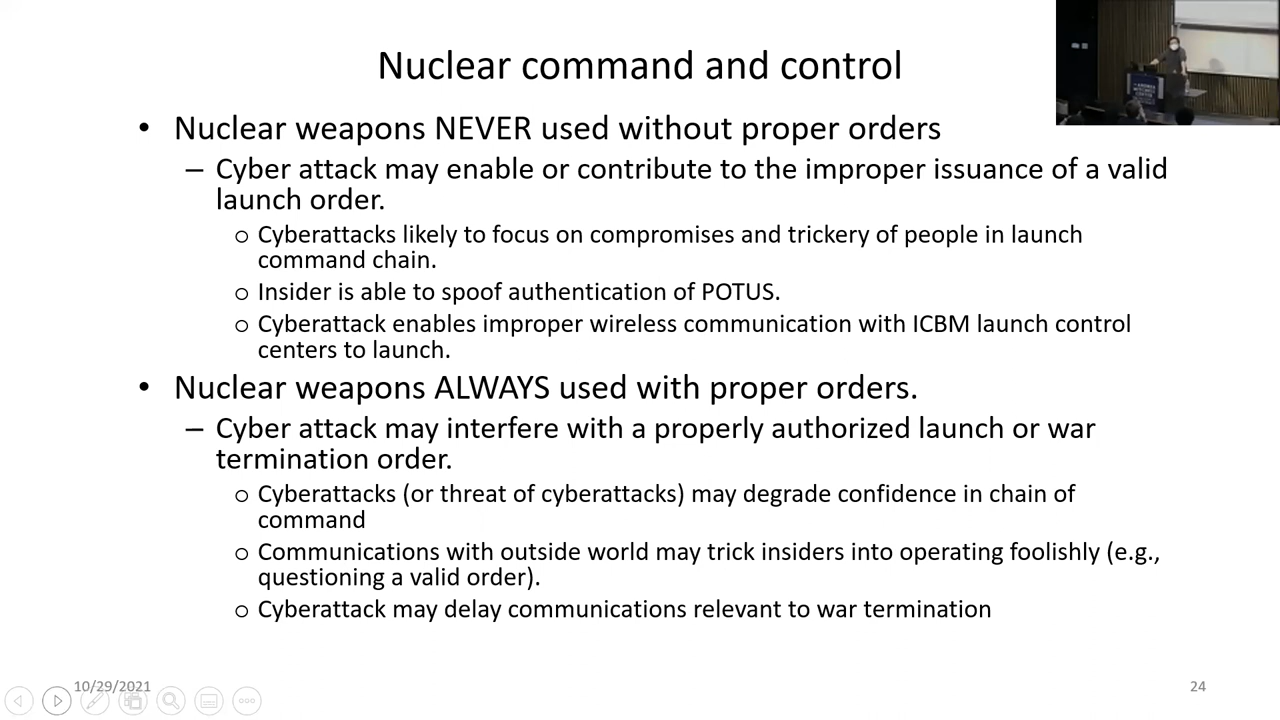 Nuclear command and control
• Nuclear weapons NEVER used without proper orders
– Cyber attack may enable or contribute to the improper issuance of a valid
launch order.
o Cyberattacks likely to focus on compromises and trickery of people in launch
command chain.
o Insider is able to spoof authentication of POTUS.
o Cyberattack enables improper wireless communication with ICBM launch control
centers to launch.
• Nuclear weapons ALWAYS used with proper orders.
– Cyber attack may interfere with a properly authorized launch or war
termination order.
o Cyberattacks (or threat of cyberattacks) may degrade confidence in chain of
command
o Communications with outside world may trick insiders into operating foolishly (e.g.,
questioning a valid order).
o Cyberattack may delay communications relevant to war termination
10/29/2021
24